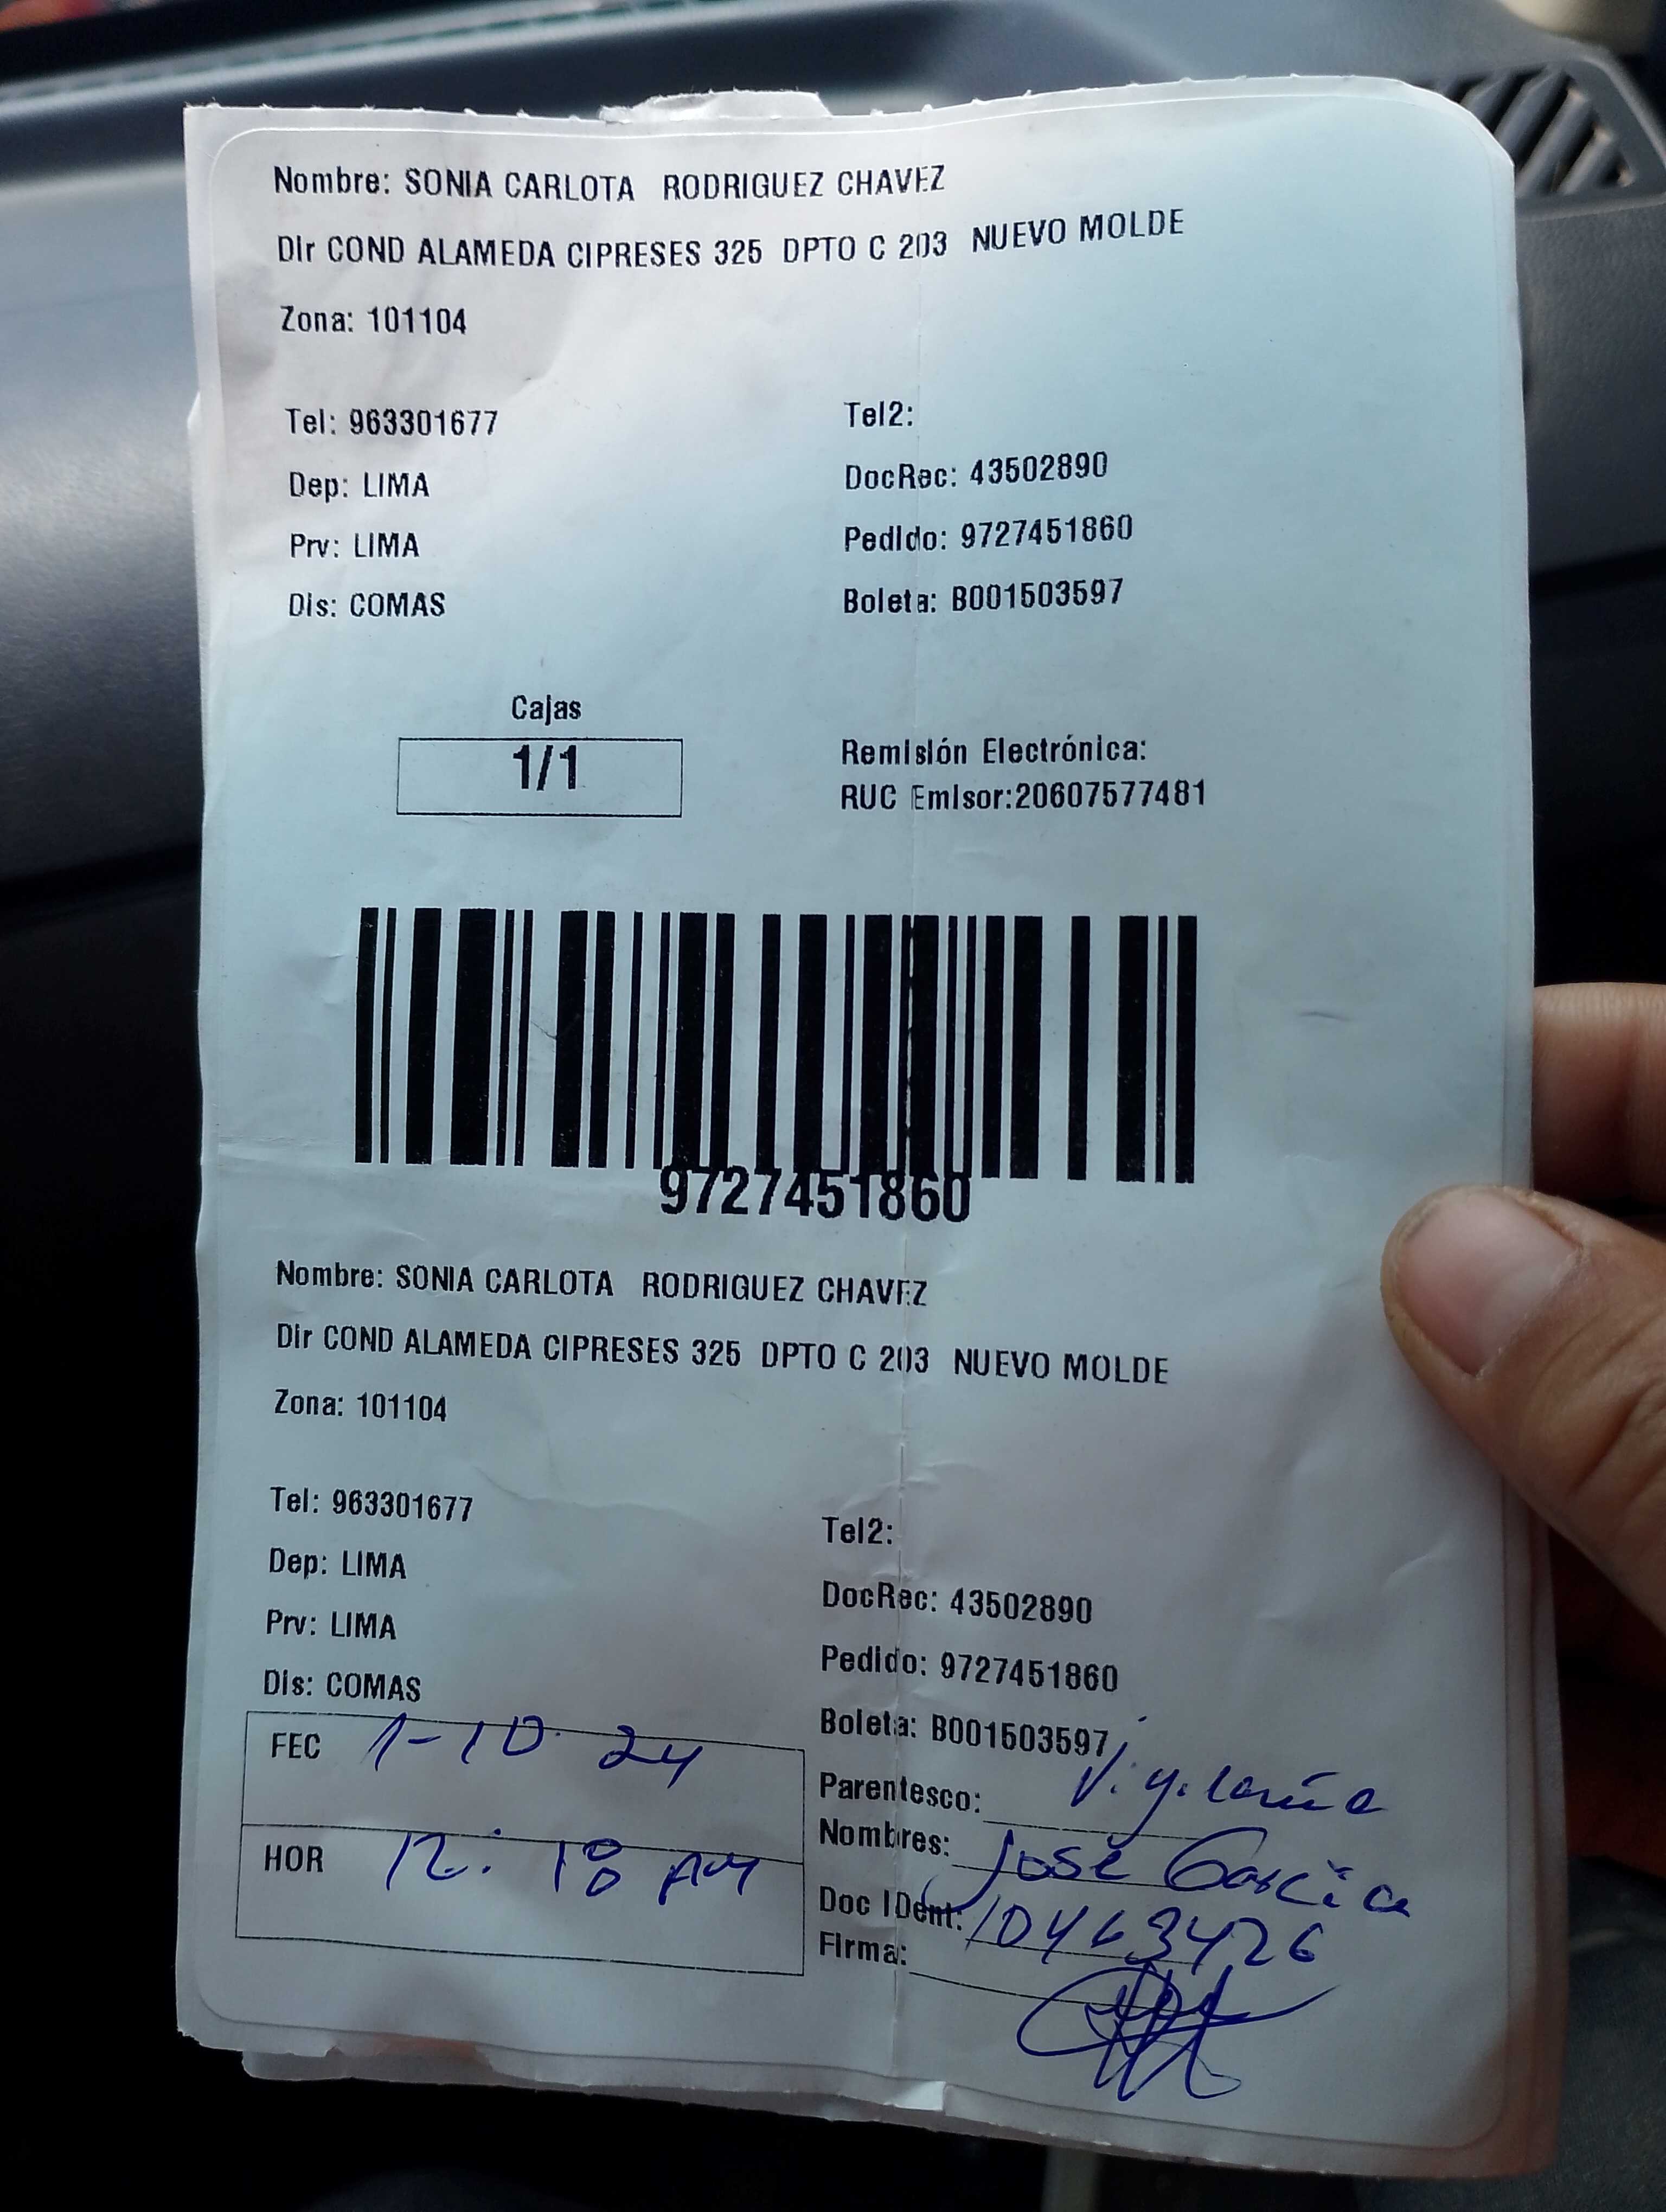 Nombre: SONIA CARLOTA RODRIGUEZ CHAVEZ
Dir COND ALAMEDA CIPRESES 325 DPTO C 203 NUEVO MOLDE
Zona: 101104
Tel: 963301677 Tel2:
Dep: LIMA DocRec: 43502890
Prv: LIMA Pedido: 9727451860
Dis: COMAS Boleta: B001503597
Cajas
1/1
Remisión Electrónica:
RUC Emisor:20607577481
9727451860
Nombre: SONIA CARLOTA RODRIGUEZ CHAVEZ
Dir COND ALAMEDA CIPRESES 325 DPTO C 203 NUEVO MOLDE
Zona: 101104
Tel: 963301677 Tel2:
Dep: LIMA DocRec: 43502890
Prv: LIMA Pedido: 9727451860
Dis: COMAS Boleta: B001503597
FEC 1-10-24
HOR 12:18 AM
Parentesco: Vigilancia
Nombres: José Garcia
Doc IDent: 10463426
Firma: